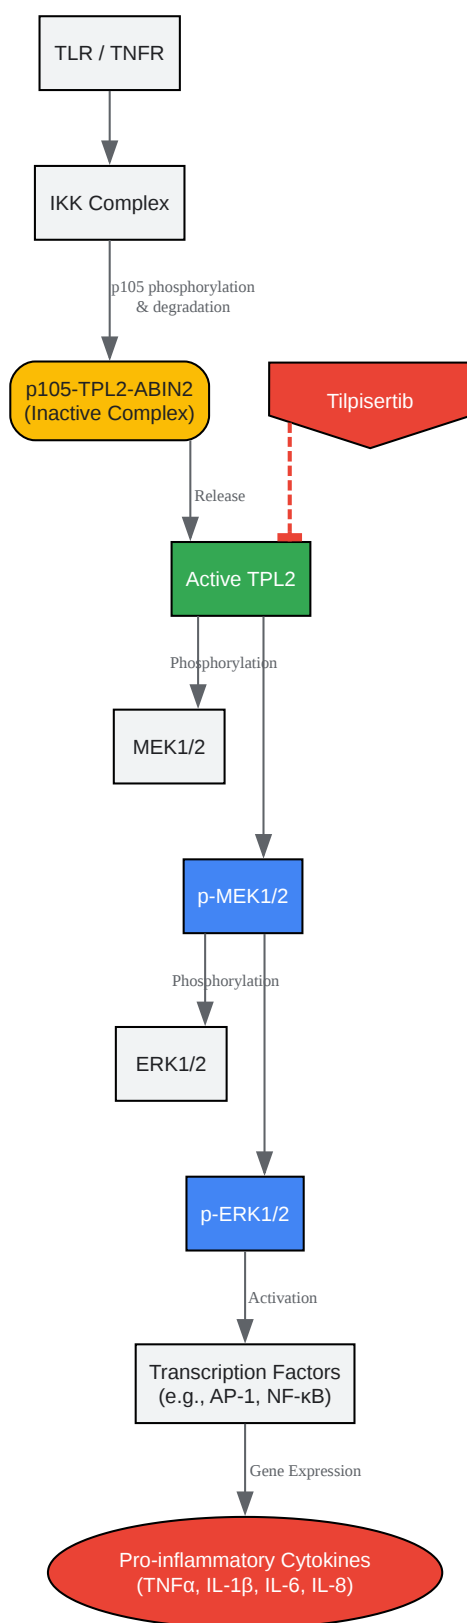 TLR / TNFR
IKK Complex
p105 phosphorylation
& degradation
p105-TPL2-ABIN2
(Inactive Complex)
Tilpisertib
Release
Active TPL2
Phosphorylation
MEK1/2
p-MEK1/2
Phosphorylation
ERK1/2
p-ERK1/2
Activation
Transcription Factors
(e.g., AP-1, NF-κB)
Gene Expression
Pro-inflammatory Cytokines
(TNFα, IL-1β, IL-6, IL-8)